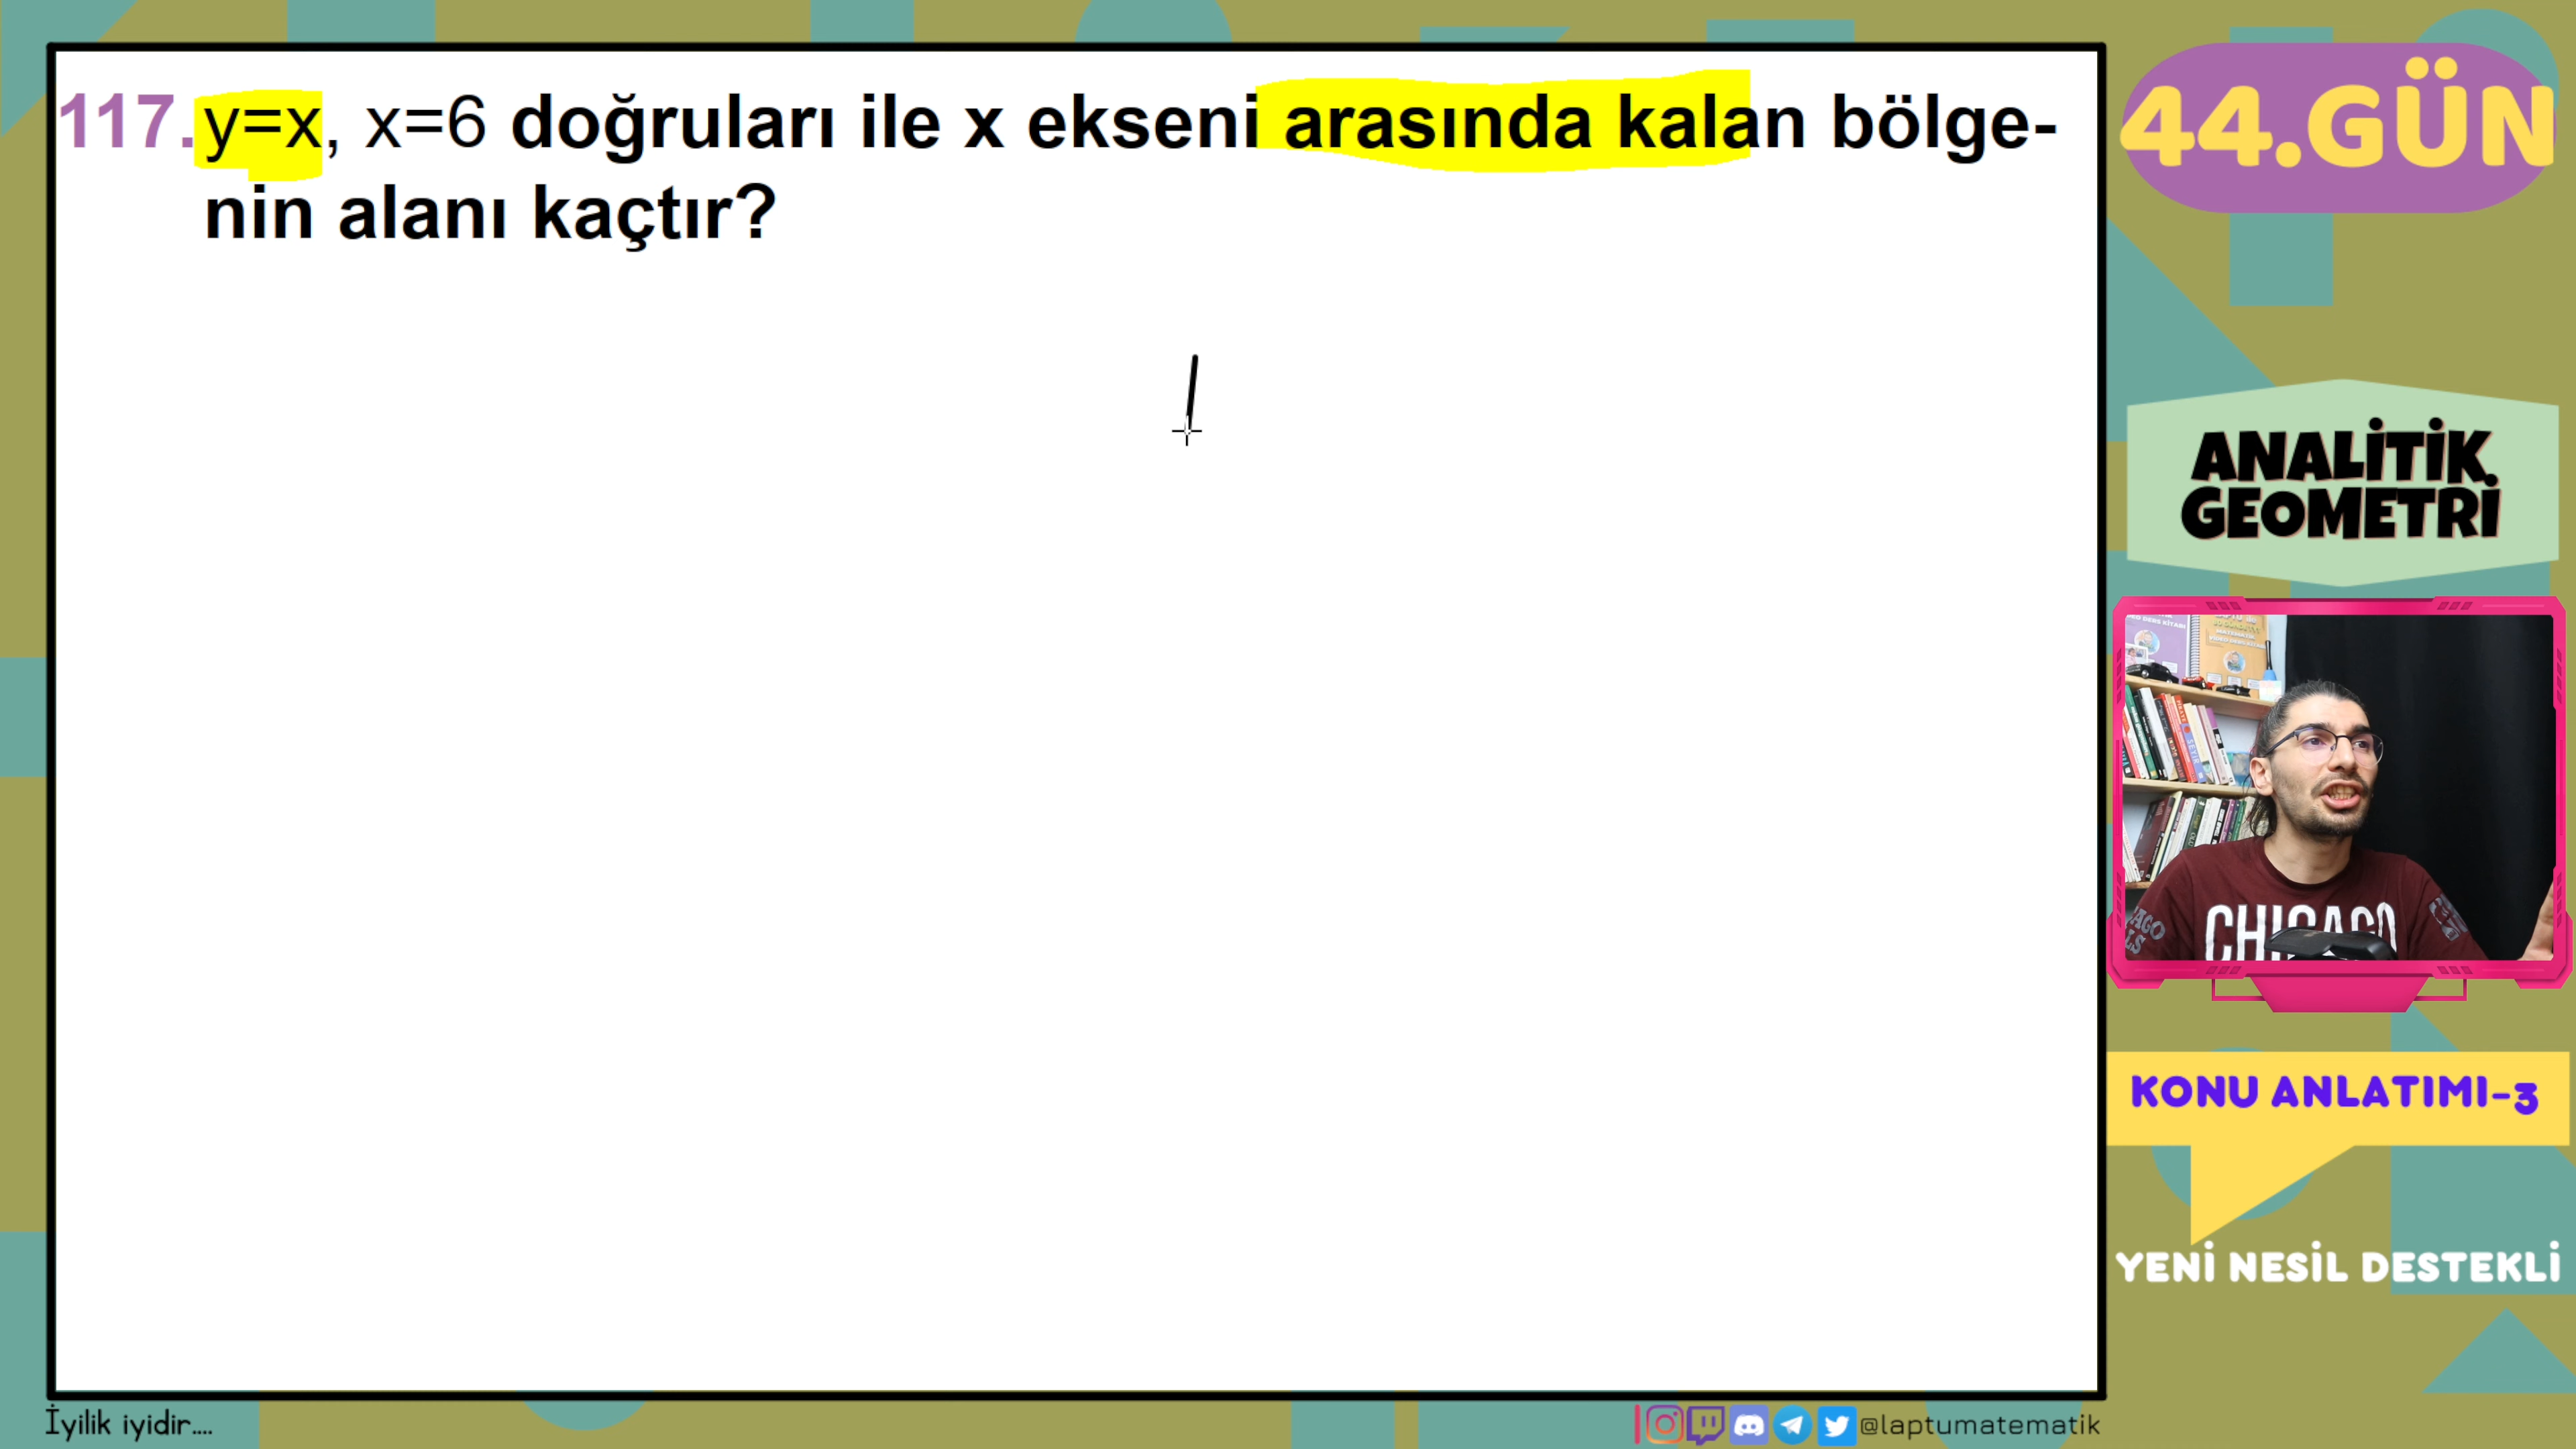 117. y=x, x=6 doğruları ile x ekseni arasında kalan bölge-
nin alanı kaçtır?
44.GÜN
ANALİTİK
GEOMETRİ
CHICAGO
KONU ANLATIMI-3
YENİ NESİL DESTEKLİ
İyilik iyidir....
@laptumatematik